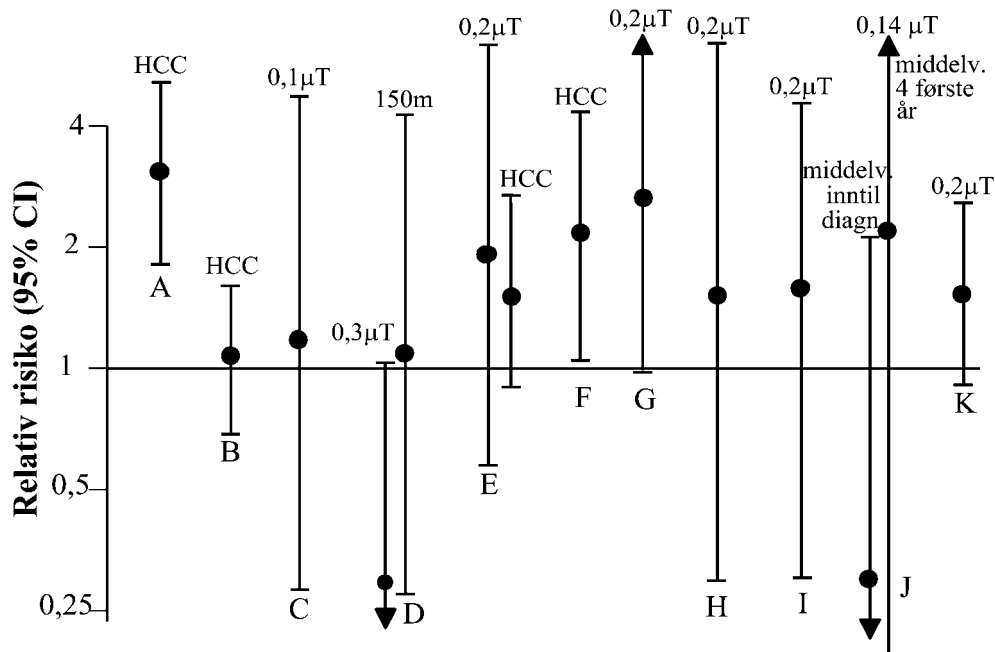 Relativ risiko (95% CI)
4
2
1
0,5
0,25
HCC
A
HCC
B
0,1µT
C
0,3µT
150m
D
0,2µT
HCC
E
HCC
F
0,2µT
G
0,2µT
H
0,2µT
I
middelv.
inntil
diagn.
0,14 µT
middelv.
4 første
år
J
0,2µT
K